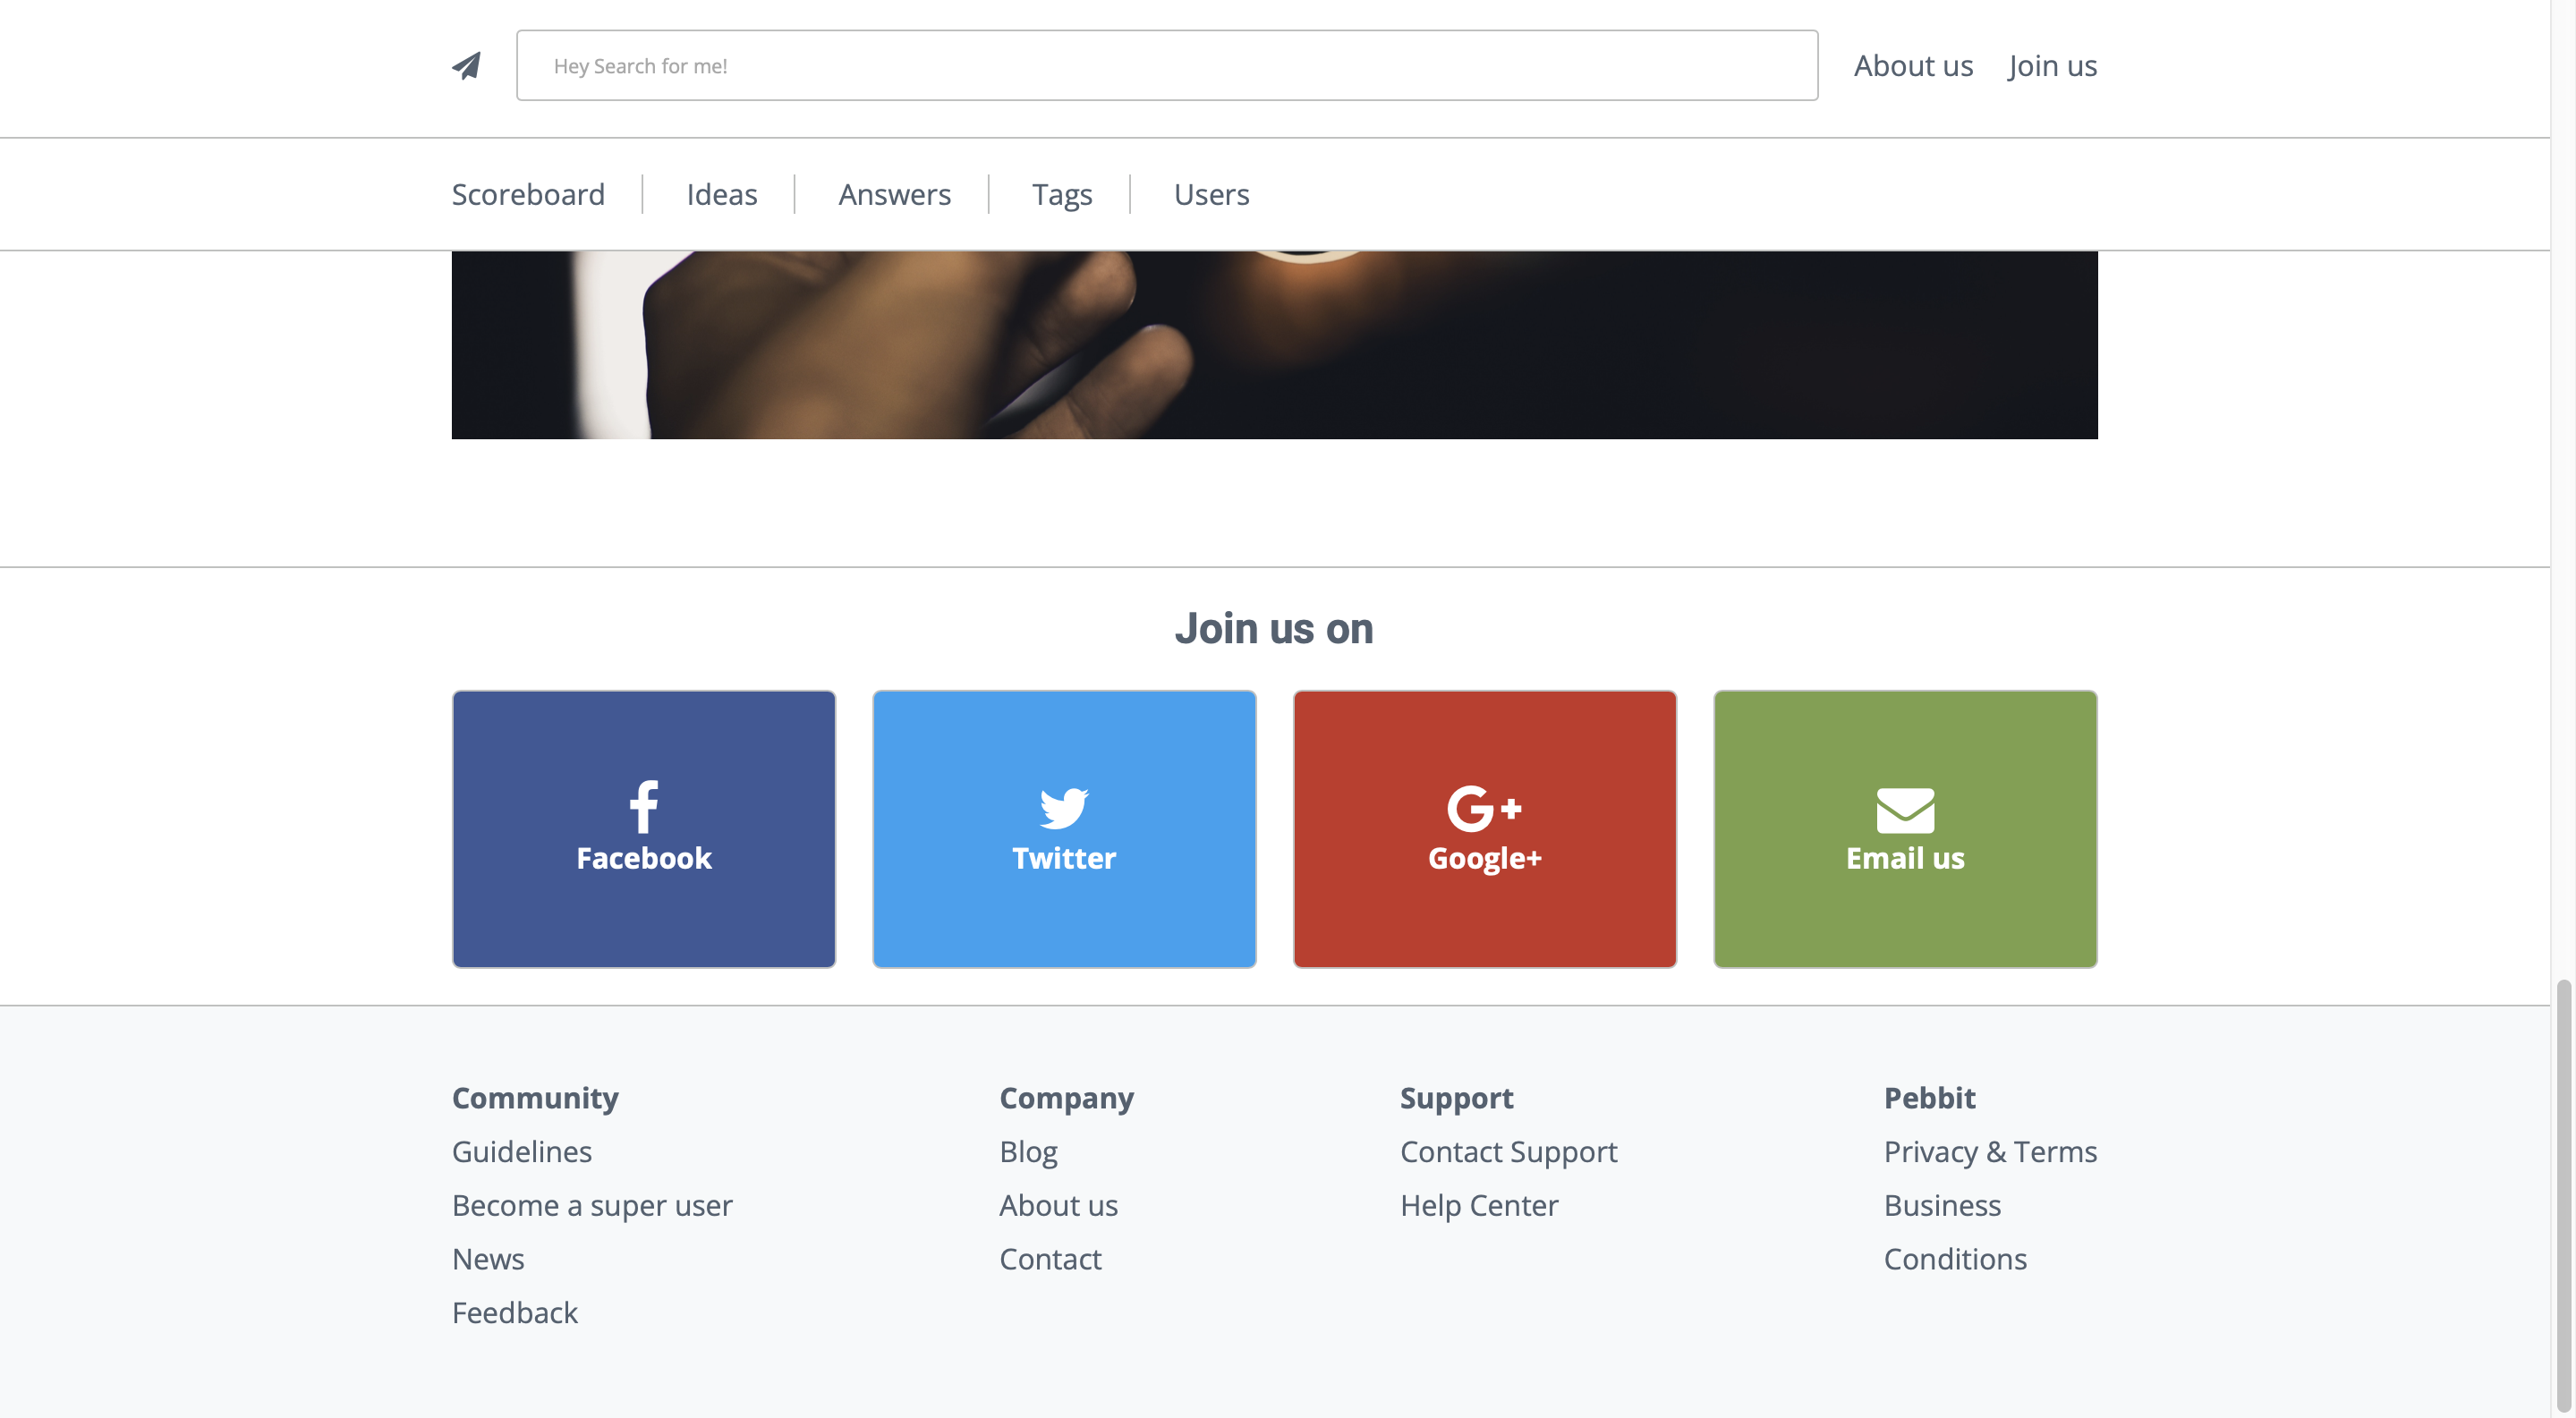 Hey Search for me!
About us
Join us
Scoreboard
Ideas
Answers
Tags
Users
Join us on
Facebook
Twitter
G+
Google+
Email us
Community
Guidelines
Become a super user
News
Feedback
Company
Blog
About us
Contact
Support
Contact Support
Help Center
Pebbit
Privacy & Terms
Business
Conditions